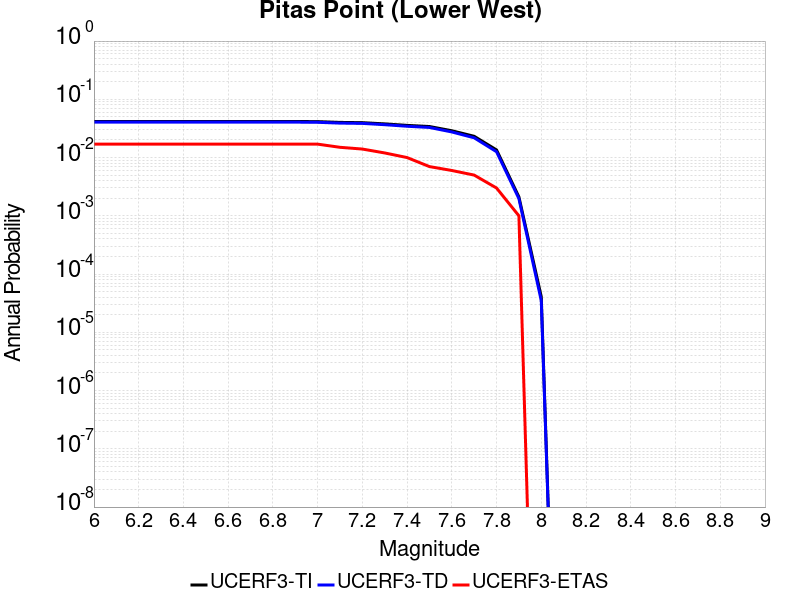 Pitas Point (Lower West)
10^0
10^-1
10^-2
10^-3
10^-4
10^-5
10^-6
10^-7
10^-8
Annual Probability
6 6.2 6.4 6.6 6.8 7 7.2 7.4 7.6 7.8 8 8.2 8.4 8.6 8.8 9
Magnitude
UCERF3-TI UCERF3-TD UCERF3-ETAS